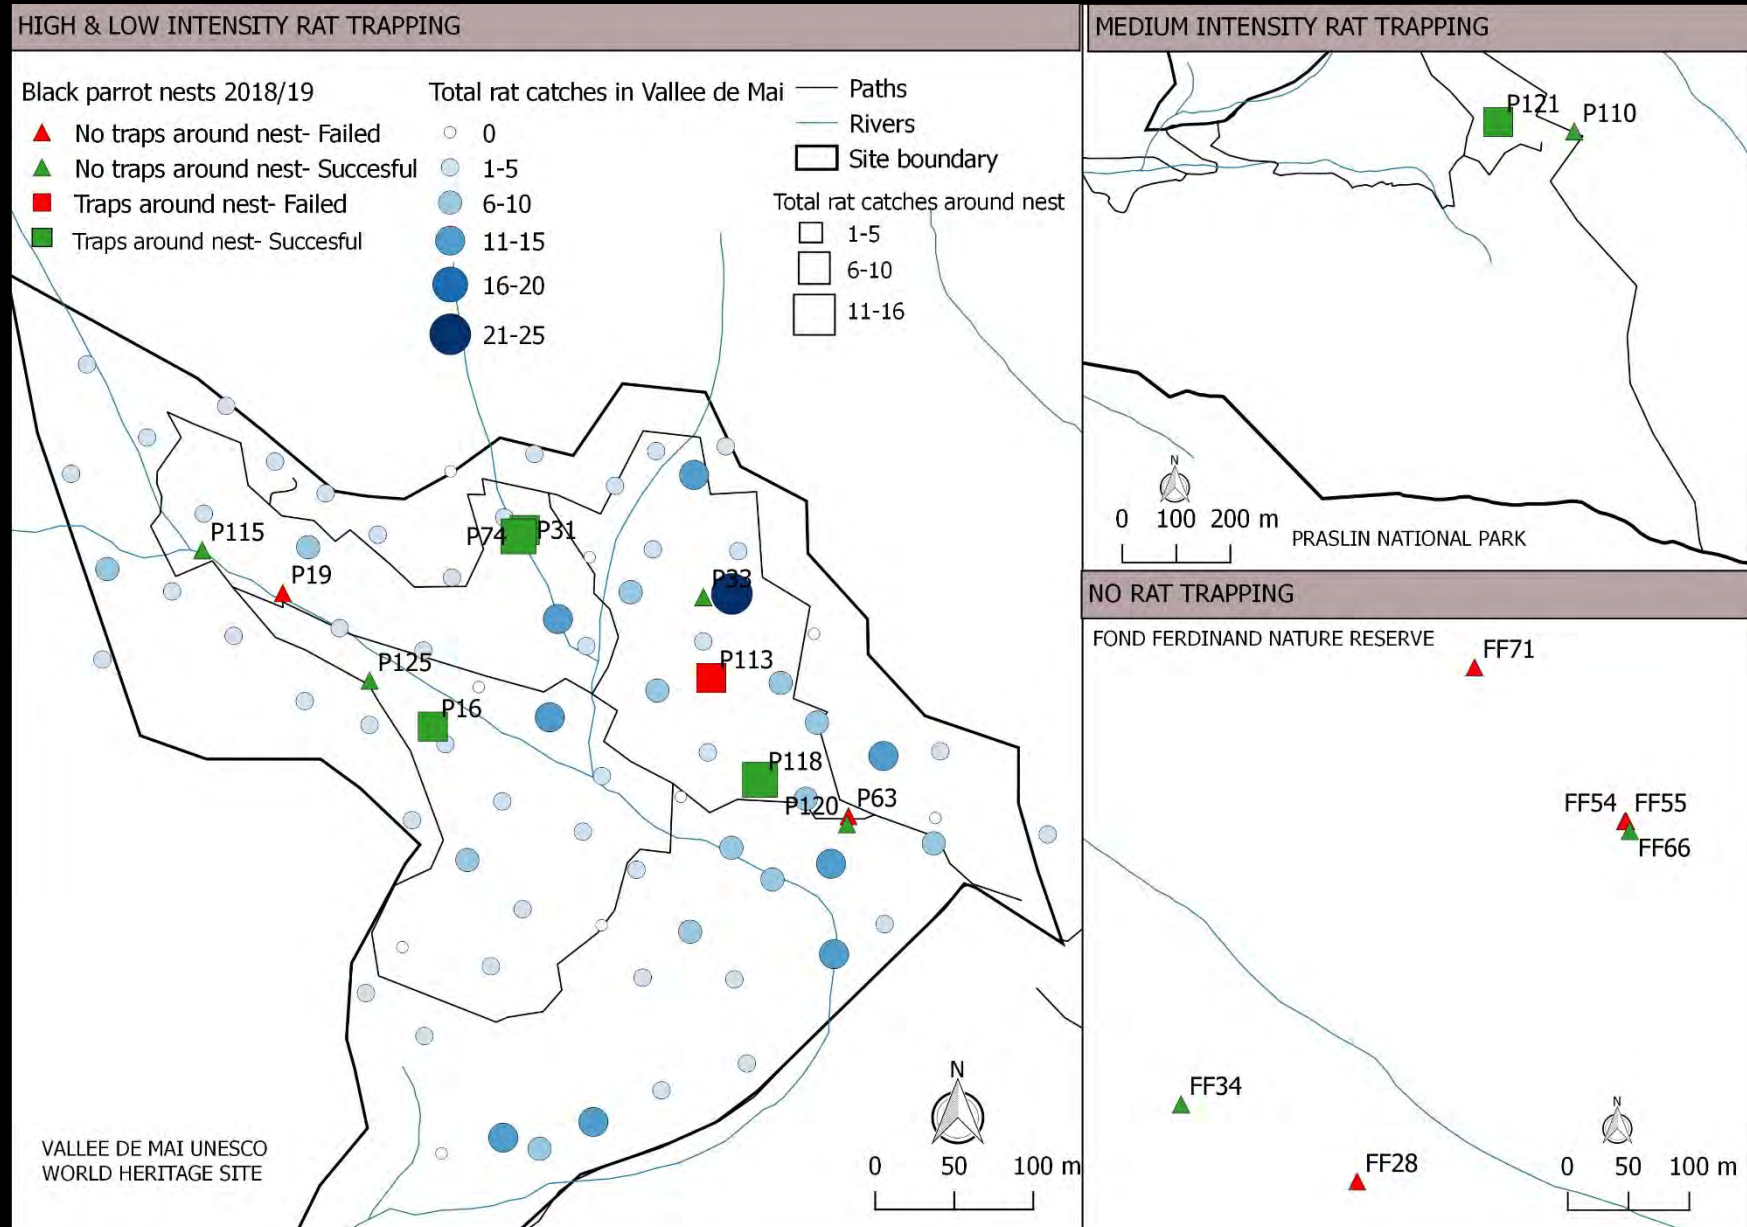 HIGH & LOW INTENSITY RAT TRAPPING
Black parrot nests 2018/19
No traps around nest- Failed
No traps around nest- Succesful
Traps around nest- Failed
Traps around nest- Succesful
Total rat catches in Vallee de Mai
0
1-5
6-10
11-15
16-20
21-25
Paths
Rivers
Site boundary
Total rat catches around nest
1-5
6-10
11-16
P115
P19
P74
P31
P33
P125
P113
P16
P118
P120
P63
VALLEE DE MAI UNESCO
WORLD HERITAGE SITE
N
0 50 100 m
MEDIUM INTENSITY RAT TRAPPING
P121
P110
N
0 100 200 m
PRASLIN NATIONAL PARK
NO RAT TRAPPING
FOND FERDINAND NATURE RESERVE
FF71
FF54 FF55
FF66
FF34
FF28
N
0 50 100 m